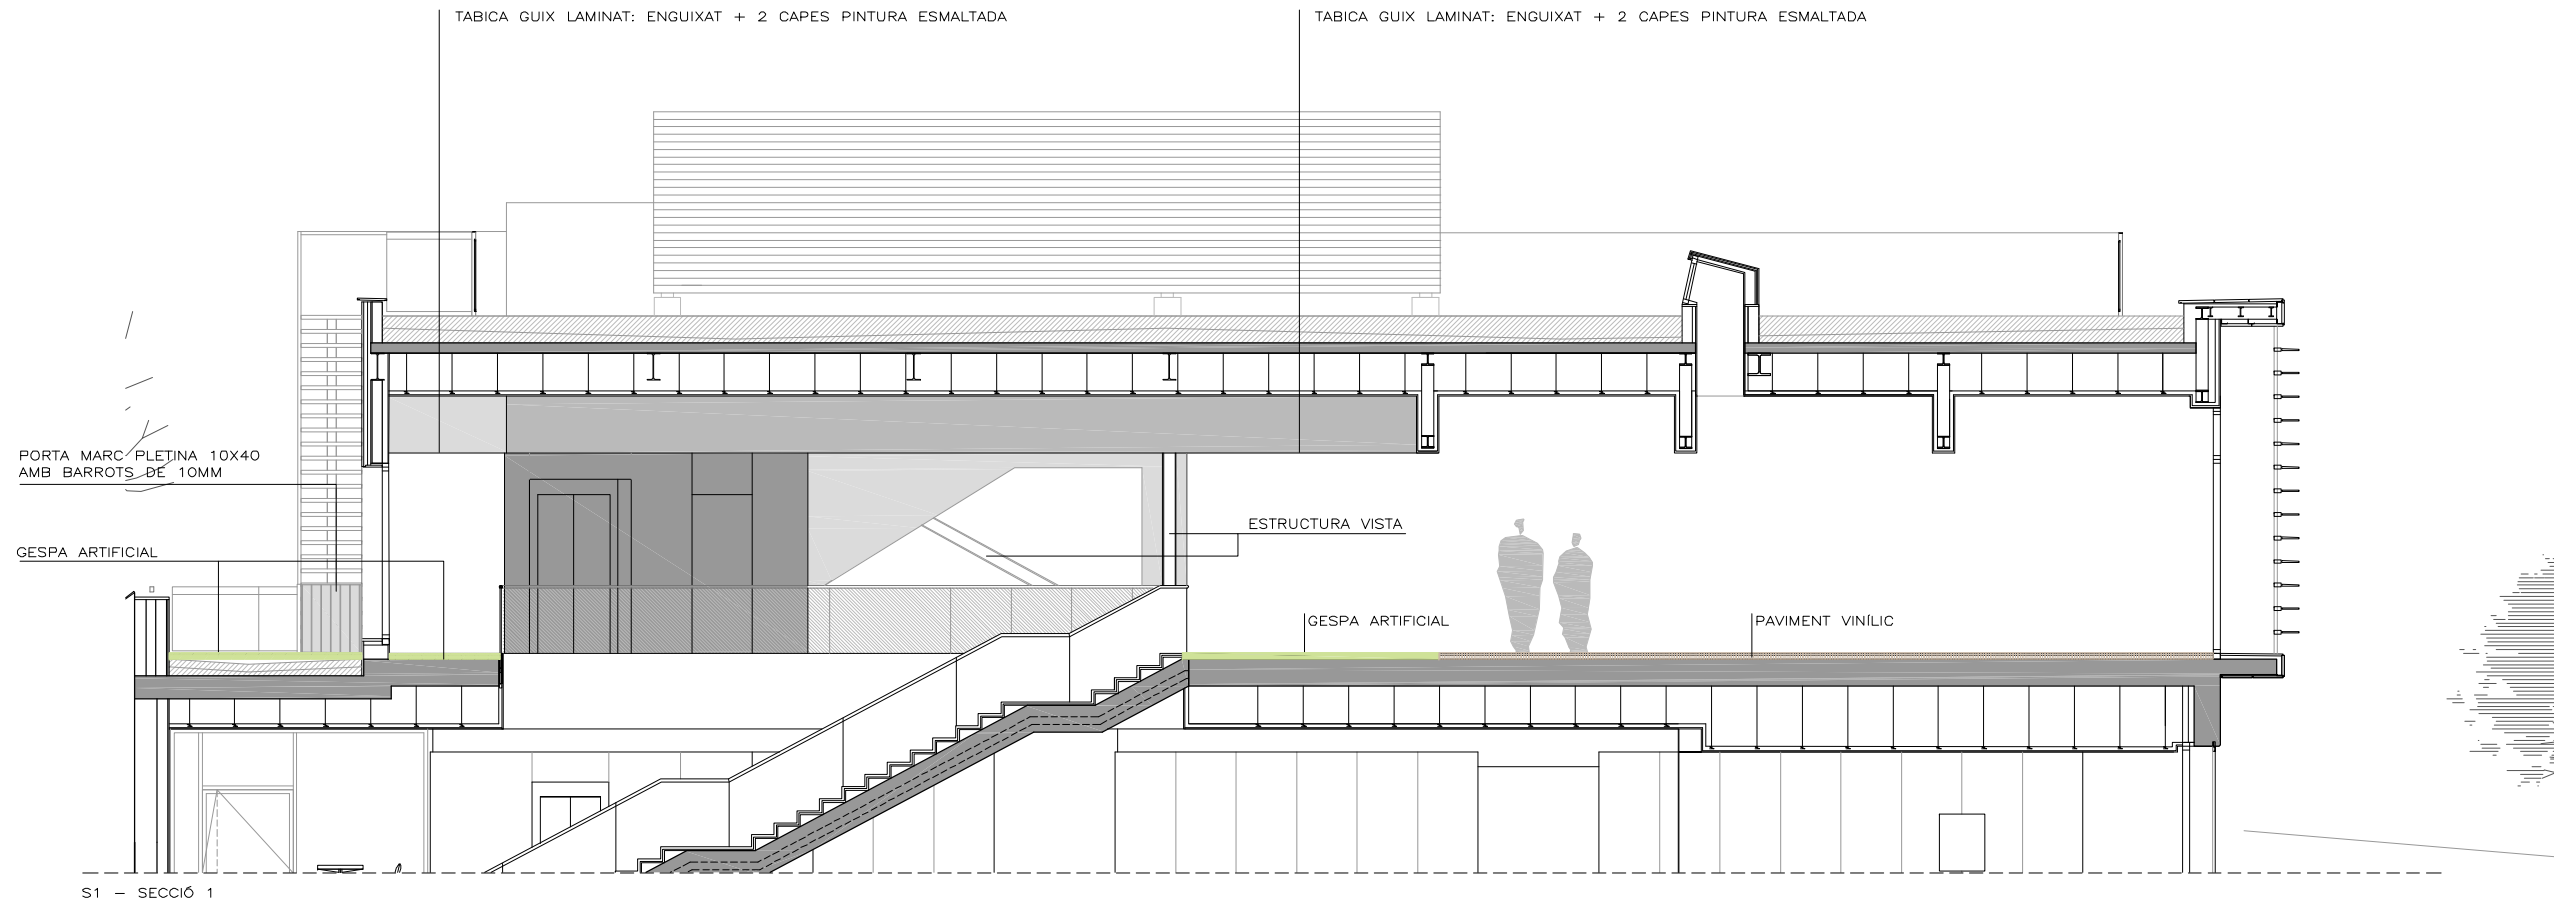 TABICA GUIX LAMINAT: ENGUIXAT + 2 CAPES PINTURA ESMALTADA
TABICA GUIX LAMINAT: ENGUIXAT + 2 CAPES PINTURA ESMALTADA
PORTA MARC PLETINA 10X40
AMB BARROTS DE 10MM
ESTRUCTURA VISTA
GESPA ARTIFICIAL
GESPA ARTIFICIAL
PAVIMENT VINÍLIC
S1 – SECCIÓ 1